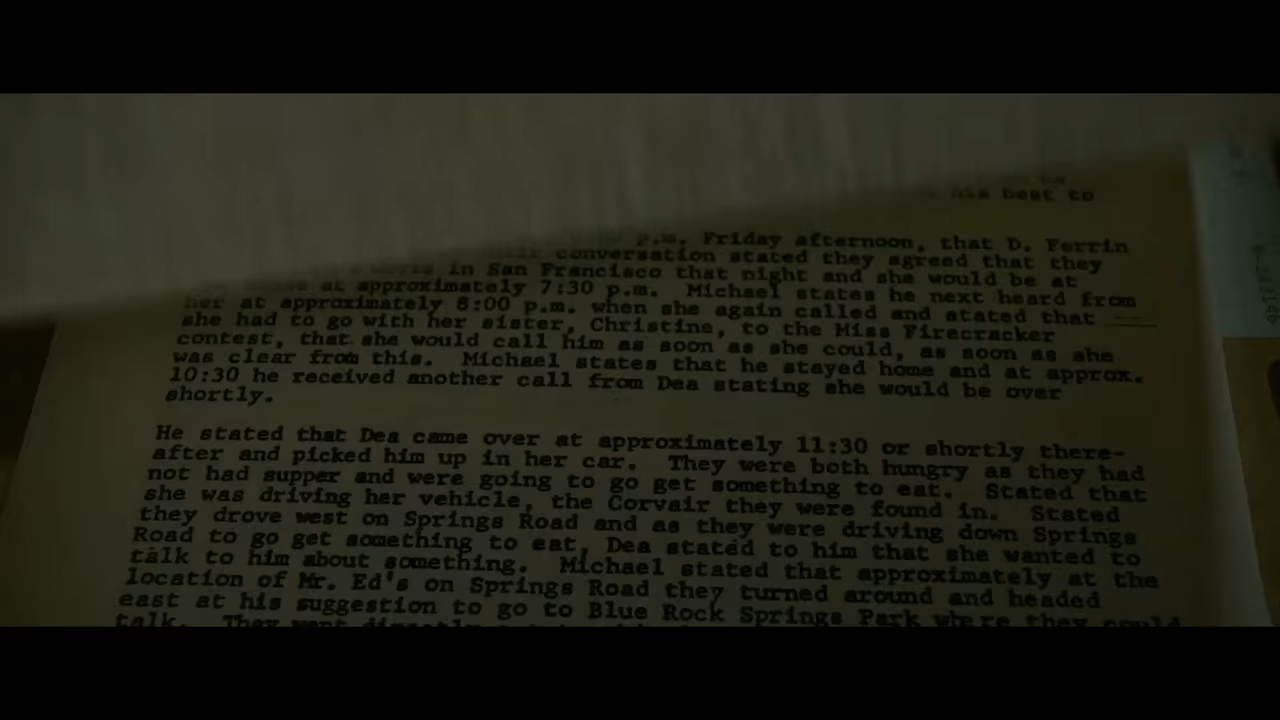 his best to
p.m. Friday afternoon, that D. Ferrin
conversation stated they agreed that they
in San Francisco that night and she would be at
at approximately 7:30 p.m. Michael states he next heard from
her at approximately 8:00 p.m. when she again called and stated that
she had to go with her sister, Christine, to the Miss Firecracker
contest, that she would call him as soon as she could, as soon as she
was clear from this. Michael states that he stayed home and at approx.
10:30 he received another call from Dea stating she would be over
shortly.
He stated that Dea came over at approximately 11:30 or shortly there-
after and picked him up in her car. They were both hungry as they had
not had supper and were going to go get something to eat. Stated that
she was driving her vehicle, the Corvair they were found in. Stated
they drove west on Springs Road and as they were driving down Springs
Road to go get something to eat, Dea stated to him that she wanted to
talk to him about something. Michael stated that approximately at the
location of Mr. Ed's on Springs Road they turned around and headed
east at his suggestion to go to Blue Rock Springs Park where they could
talk. They went directly